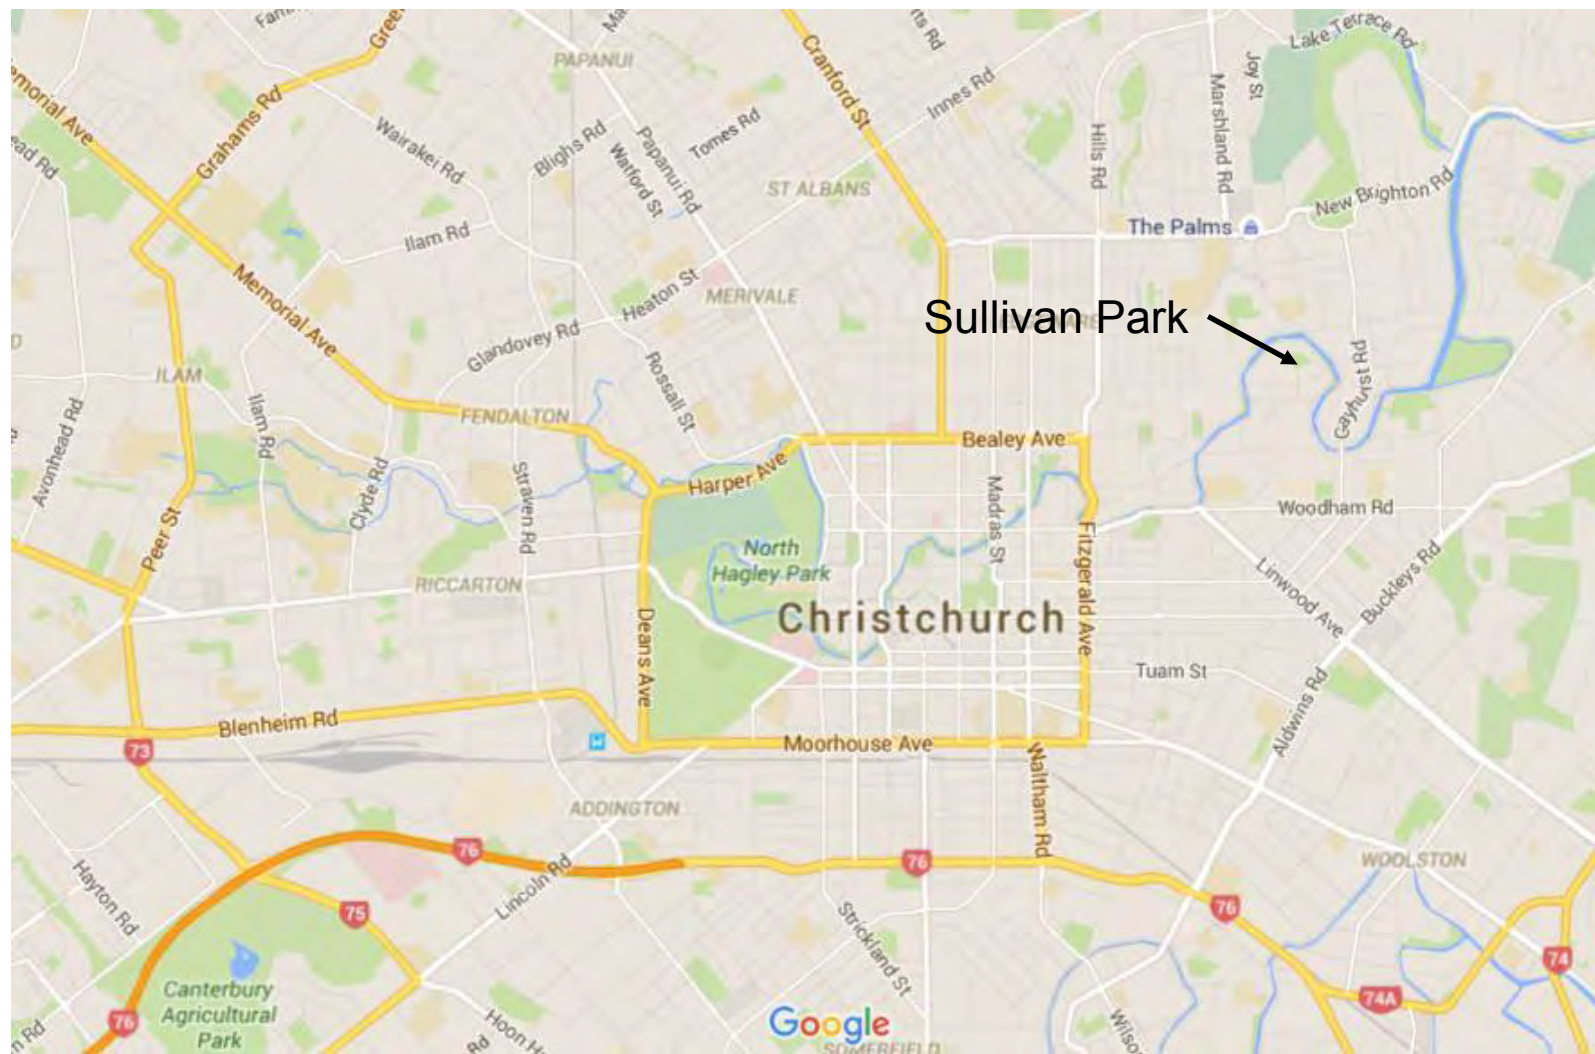 Lake Terrace Rd
Joy St
Cranford St
PAPANUI
Innes Rd
Marshland Rd
Memorial Ave
Grahams Rd
Wairakei Rd
Blighs Rd
Watford St
Papanui Rd
Tomes Rd
Hills Rd
ST ALBANS
New Brighton Rd
The Palms
Ilam Rd
Memorial Ave
Heaton St
MERIVALE
Sullivan Park
Glandovey Rd
Rossall St
Gayhurst Rd
ILAM
Ilam Rd
FENDALTON
Avonhead Rd
Bealey Ave
Clyde Rd
Straven Rd
Harper Ave
Madras St
Woodham Rd
Peer St
Fitzgerald Ave
North
Hagley Park
RICCARTON
Linwood Ave
Buckleys Rd
Christchurch
Deans Ave
Tuam St
Aldwins Rd
Blenheim Rd
73
Moorhouse Ave
Waltham Rd
ADDINGTON
76
76
WOOLSTON
Hayton Rd
Lincoln Rd
75
76
Strickland St
74
74A
Canterbury
Agricultural
Park
76
Google
SOMERFIELD